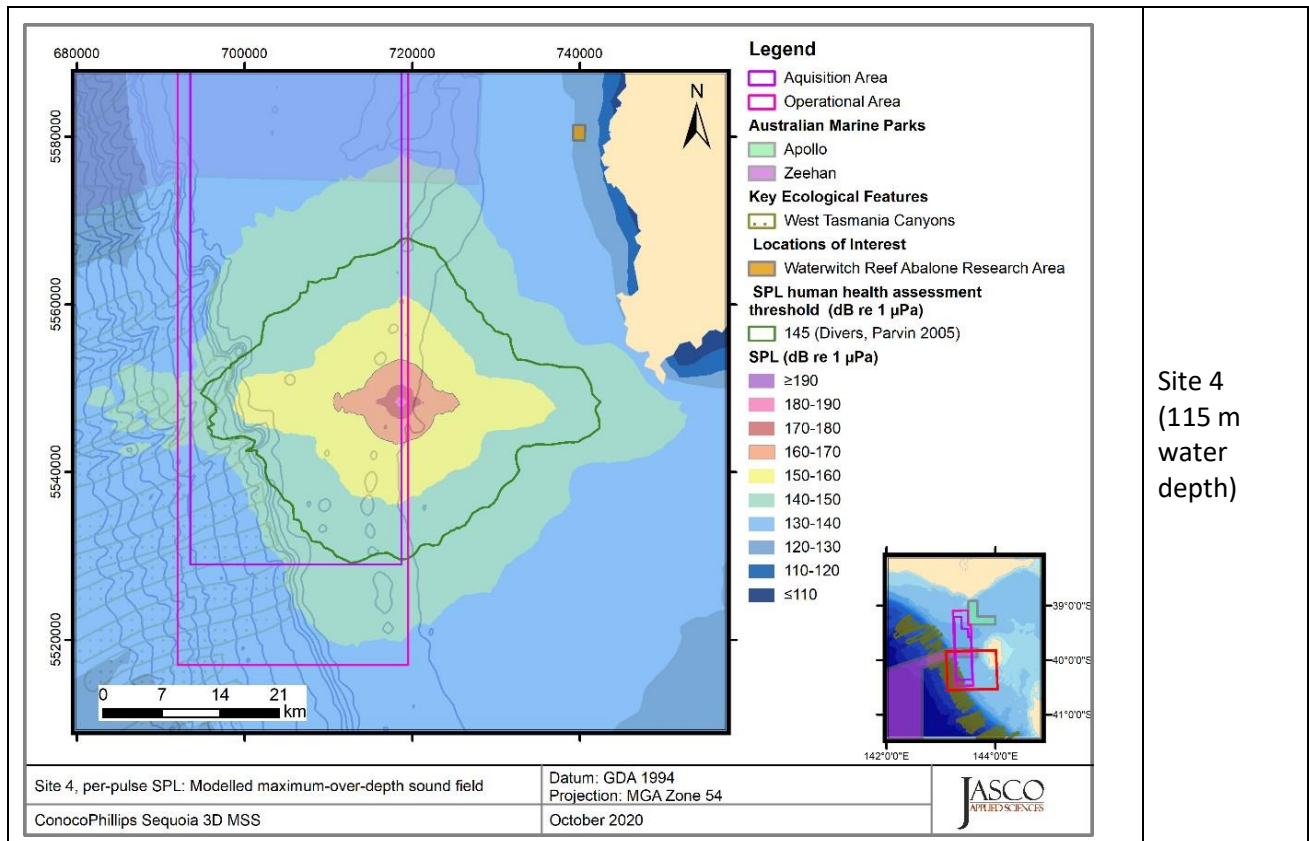 680000
700000
720000
740000
5580000
5560000
5540000
5520000
N
0 7 14 21
km
Legend
Aquisition Area
Operational Area
Australian Marine Parks
Apollo
Zeehan
Key Ecological Features
West Tasmania Canyons
Locations of Interest
Waterwitch Reef Abalone Research Area
SPL human health assessment
threshold (dB re 1 µPa)
145 (Divers, Parvin 2005)
SPL (dB re 1 µPa)
≥190
180-190
170-180
160-170
150-160
140-150
130-140
120-130
110-120
≤110
39°0'0"S
40°0'0"S
41°0'0"S
142°0'0"E
144°0'0"E
Site 4, per-pulse SPL: Modelled maximum-over-depth sound field
Datum: GDA 1994
Projection: MGA Zone 54
ConocoPhillips Sequoia 3D MSS
October 2020
JASCO
APPLIED SCIENCES
Site 4
(115 m
water
depth)